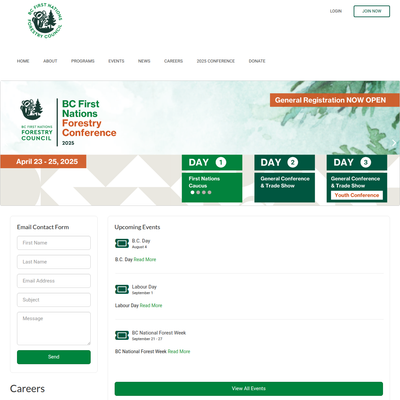 BC FIRST NATIONS
FORESTRY COUNCIL
LOGIN
JOIN NOW
HOME
ABOUT
PROGRAMS
EVENTS
NEWS
CAREERS
2025 CONFERENCE
DONATE
BC First
Nations
Forestry
Conference
2025
BC FIRST NATIONS
FORESTRY
COUNCIL
General Registration NOW OPEN
April 23 - 25, 2025
DAY 1
First Nations
Caucus
DAY 2
General Conference
& Trade Show
DAY 3
General Conference
& Trade Show
Youth Conference
Email Contact Form
First Name
Last Name
Email Address
Subject
Message
Send
Careers
Upcoming Events
B.C. Day
August 4
B.C. Day Read More
Labour Day
September 1
Labour Day Read More
BC National Forest Week
September 21 - 27
BC National Forest Week Read More
View All Events